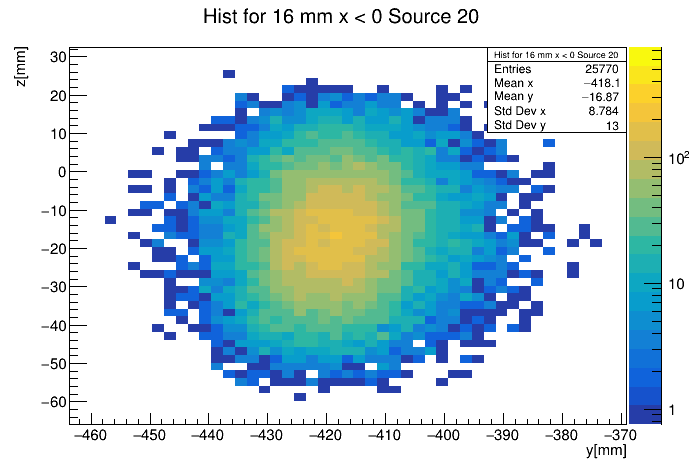 Hist for 16 mm x < 0 Source 20
z[mm]
30
20
10
0
−10
−20
−30
−40
−50
−60
Hist for 16 mm x < 0 Source 20
Entries 25770
Mean x −418.1
Mean y −16.87
Std Dev x 8.784
Std Dev y 13
10²
10
1
−460 −450 −440 −430 −420 −410 −400 −390 −380 −370
y[mm]